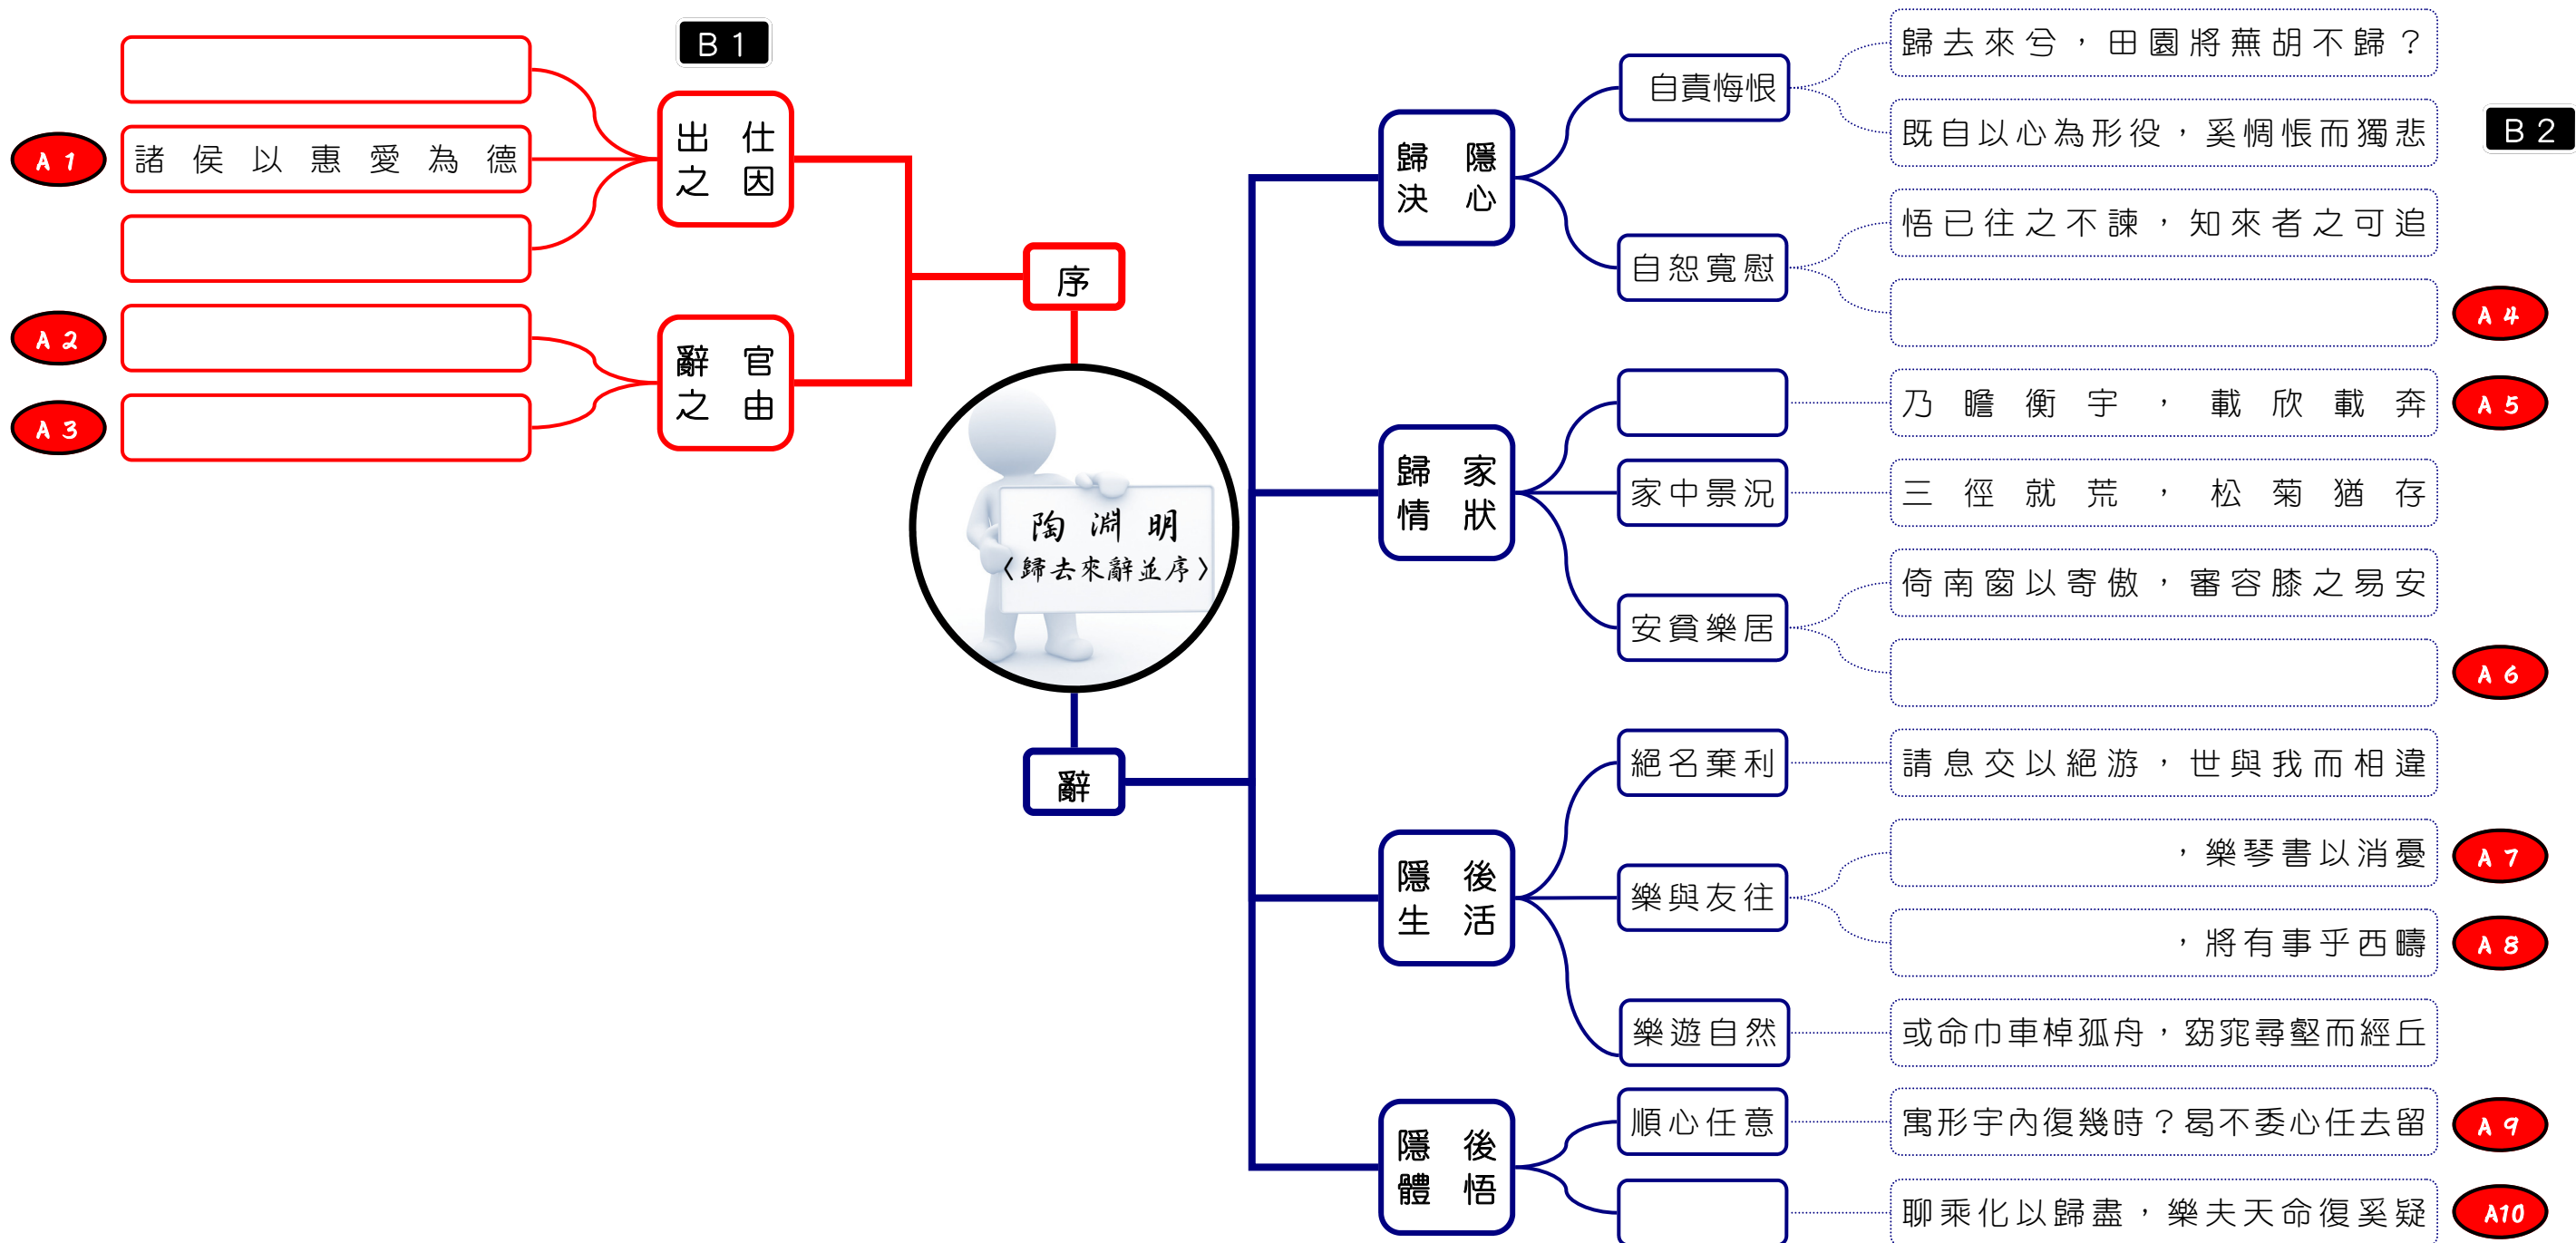 B1
出仕
之因
A1
諸侯以惠愛為德
A2
A3
辭官
之由
序
陶淵明
〈歸去來辭並序〉
辭
B2
歸隱
決心
自責悔恨
歸去來兮，田園將蕪胡不歸？
既自以心為形役，奚惆悵而獨悲
自恕寬慰
悟已往之不諫，知來者之可追
A4
歸家
情狀
乃瞻衡宇，載欣載奔
A5
家中景況
三徑就荒，松菊猶存
安貧樂居
倚南窗以寄傲，審容膝之易安
A6
隱後
生活
絕名棄利
請息交以絕游，世與我而相違
樂與友往
，樂琴書以消憂
A7
，將有事乎西疇
A8
樂遊自然
或命巾車棹孤舟，窈窕尋壑而經丘
隱後
體悟
順心任意
寓形宇內復幾時？曷不委心任去留
A9
聊乘化以歸盡，樂夫天命復奚疑
A10